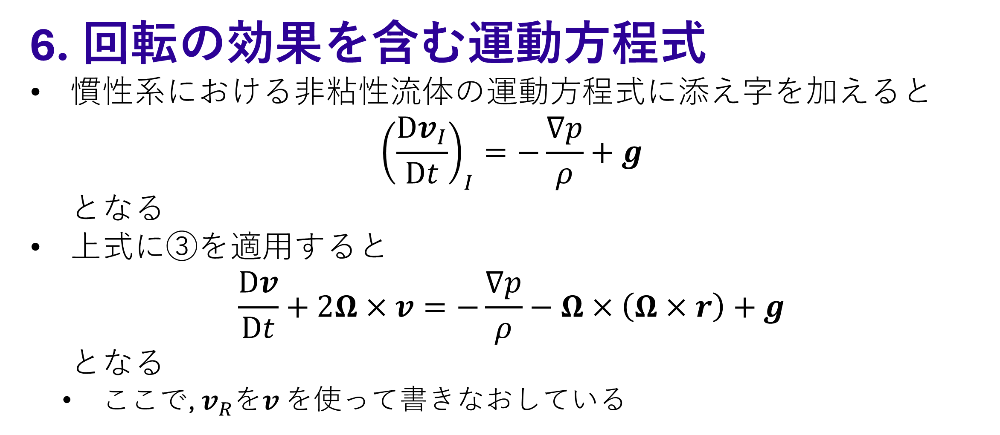 6. 回転の効果を含む運動方程式
• 慣性系における非粘性流体の運動方程式に添え字を加えると
$\left(\frac{\mathrm{D}\boldsymbol{v}_I}{\mathrm{D}t}\right)_I = -\frac{\nabla p}{\rho} + \boldsymbol{g}$
となる
• 上式に③を適用すると
$\frac{\mathrm{D}\boldsymbol{v}}{\mathrm{D}t} + 2\boldsymbol{\Omega} \times \boldsymbol{v} = -\frac{\nabla p}{\rho} - \boldsymbol{\Omega} \times (\boldsymbol{\Omega} \times \boldsymbol{r}) + \boldsymbol{g}$
となる
• ここで, $\boldsymbol{v}_R$を$\boldsymbol{v}$ を使って書きなおしている